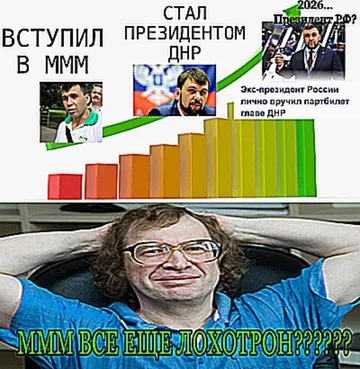 2026...
Президент РФ?
СТАЛ
ПРЕЗИДЕНТОМ
ДНР
ВСТУПИЛ
В МММ
Экс-президент России
лично вручил партбилет
главе ДНР
МММ ВСЕ ЕЩЕ ЛОХОТРОН??????